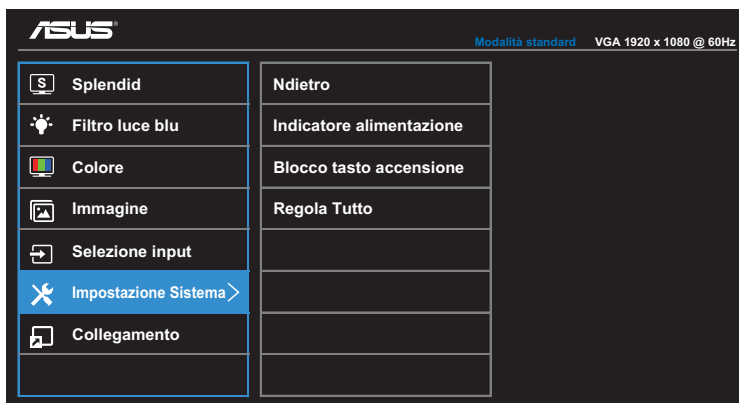 ASUS
Modalità standard VGA 1920 x 1080 @ 60Hz
S Splendid
Filtro luce blu
Colore
Immagine
Selezione input
Impostazione Sistema
Collegamento
Ndietro
Indicatore alimentazione
Blocco tasto accensione
Regola Tutto